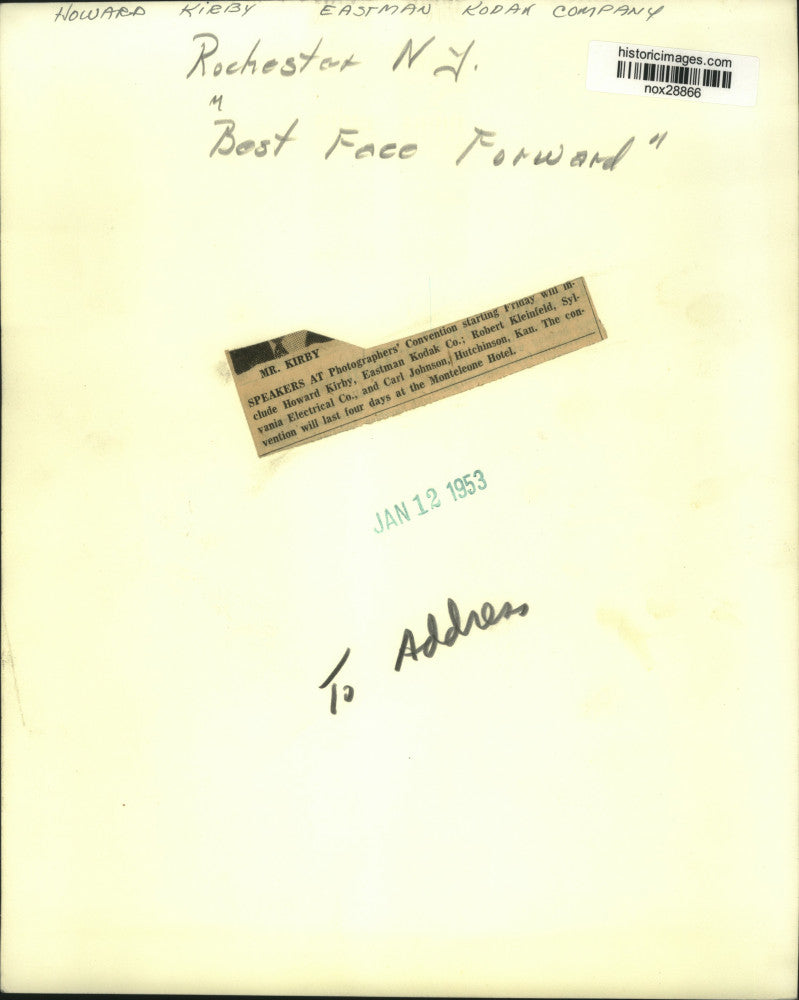 HOWARD KIRBY EASTMAN KODAK COMPANY
Rochester N Y.
"Best Face Forward"
historicimages.com
nox28866
MR. KIRBY
SPEAKERS AT Photographers' Convention starting Friday will in-
clude Howard Kirby, Eastman Kodak Co.; Robert Kleinfeld, Syl-
vania Electrical Co., and Carl Johnson, Hutchinson, Kan. The con-
vention will last four days at the Monteleone Hotel.
JAN 12 1953
To Address